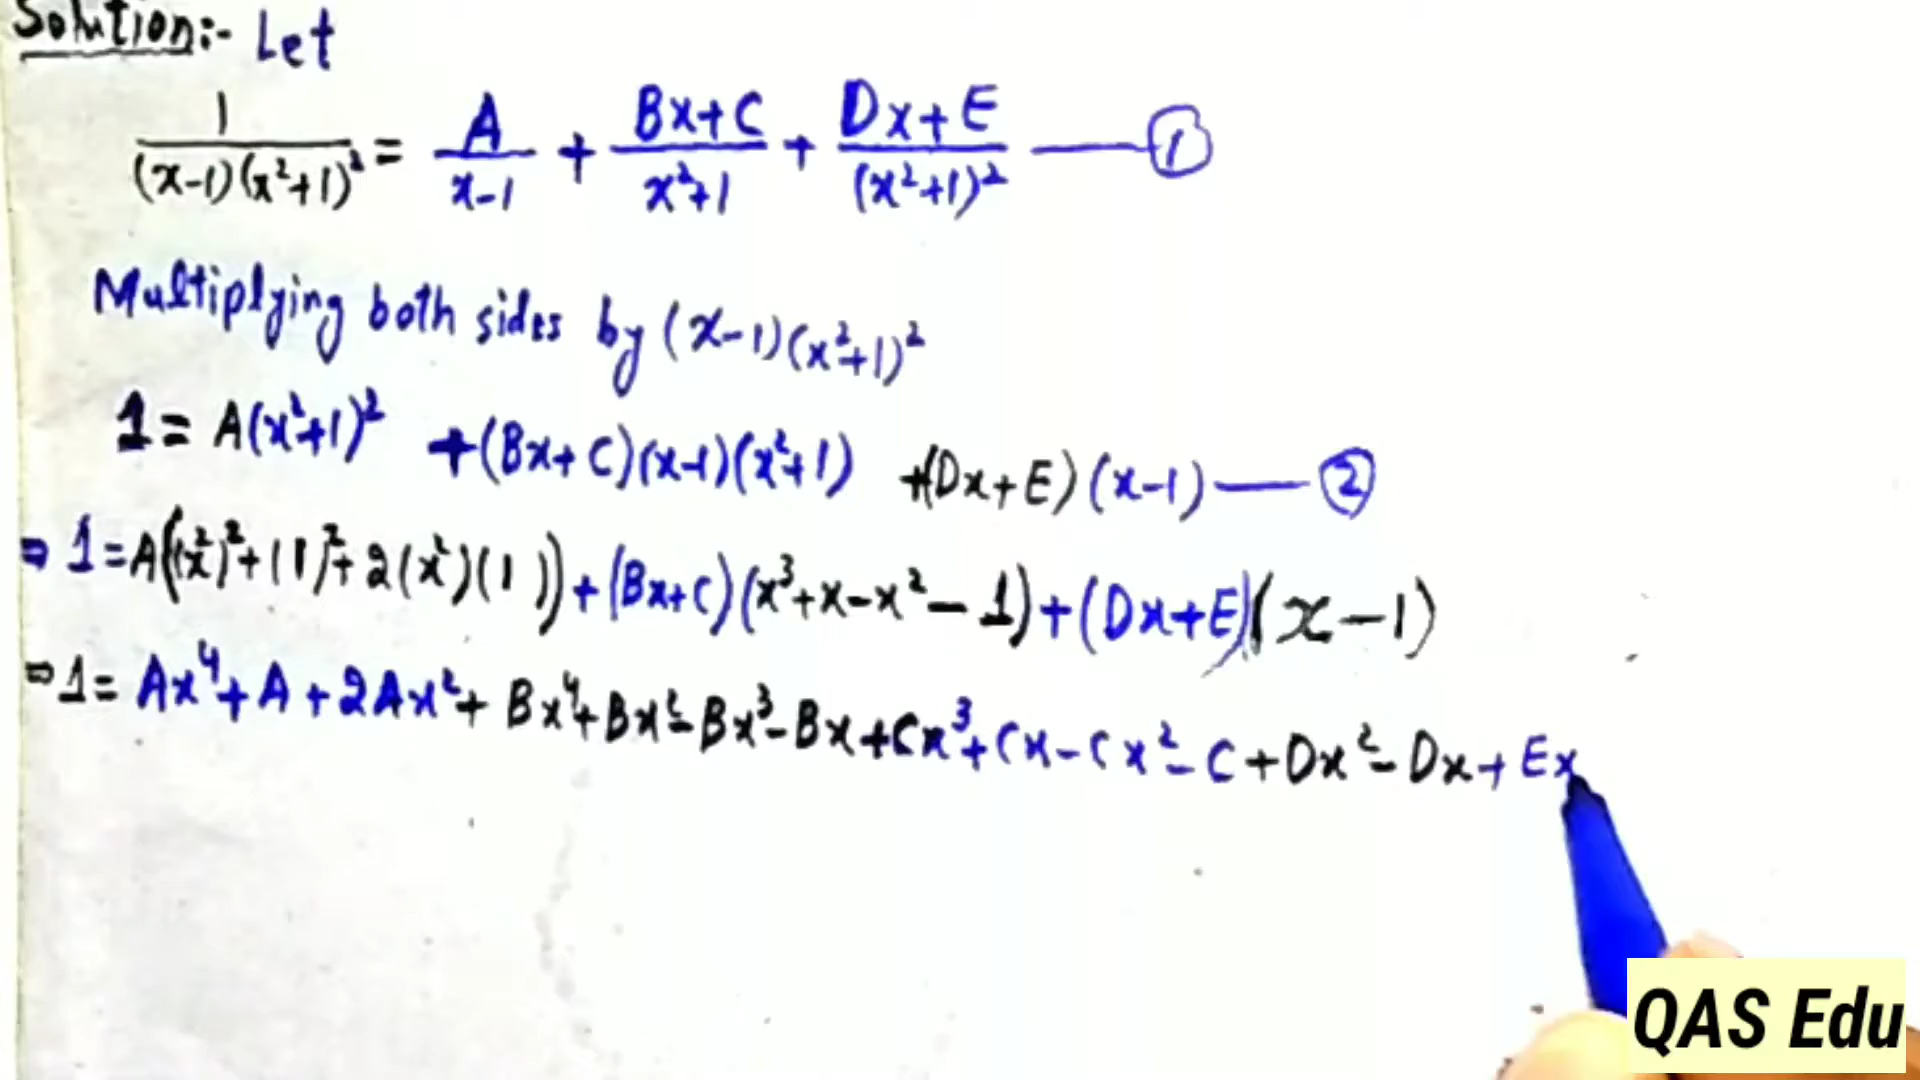 Solution:- Let
1/((x-1)(x²+1)²) = A/(x-1) + (Bx+C)/(x²+1) + (Dx+E)/((x²+1)²) —— ①
Multiplying both sides by (x-1)(x²+1)²
1 = A(x²+1)² +(Bx+C)(x-1)(x²+1) +(Dx+E)(x-1) —— ②
⇒ 1=A((x²)²+(1)²+2(x²)(1))+(Bx+C)(x³+x-x²-1)+(Dx+E)(x-1)
⇒1= Ax⁴+A+2Ax²+Bx⁴+Bx²-Bx³-Bx+Cx³+Cx-Cx²-C+Dx²-Dx+Ex
QAS Edu